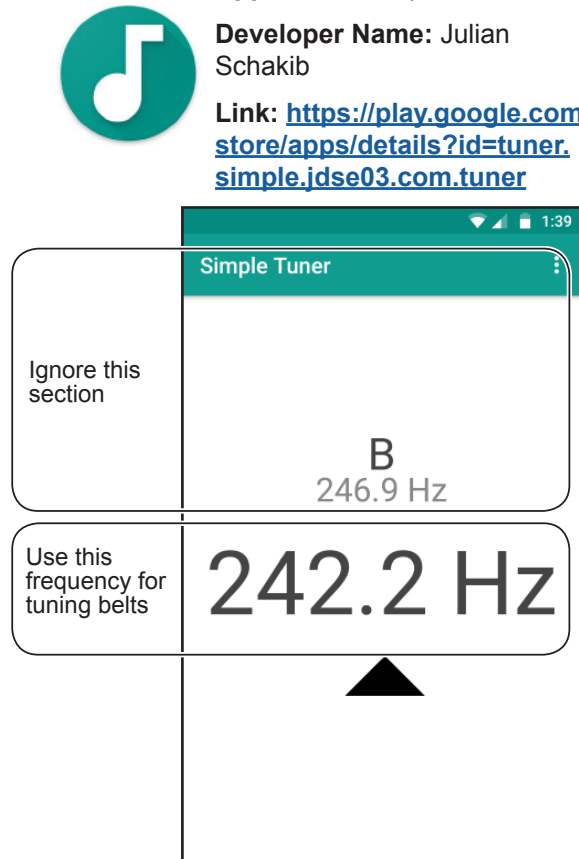 Developer Name: Julian
Schakib
Link: https://play.google.com
store/apps/details?id=tuner.
simple.jdse03.com.tuner
1:39
Simple Tuner
Ignore this
section
B
246.9 Hz
Use this
frequency for
tuning belts
242.2 Hz